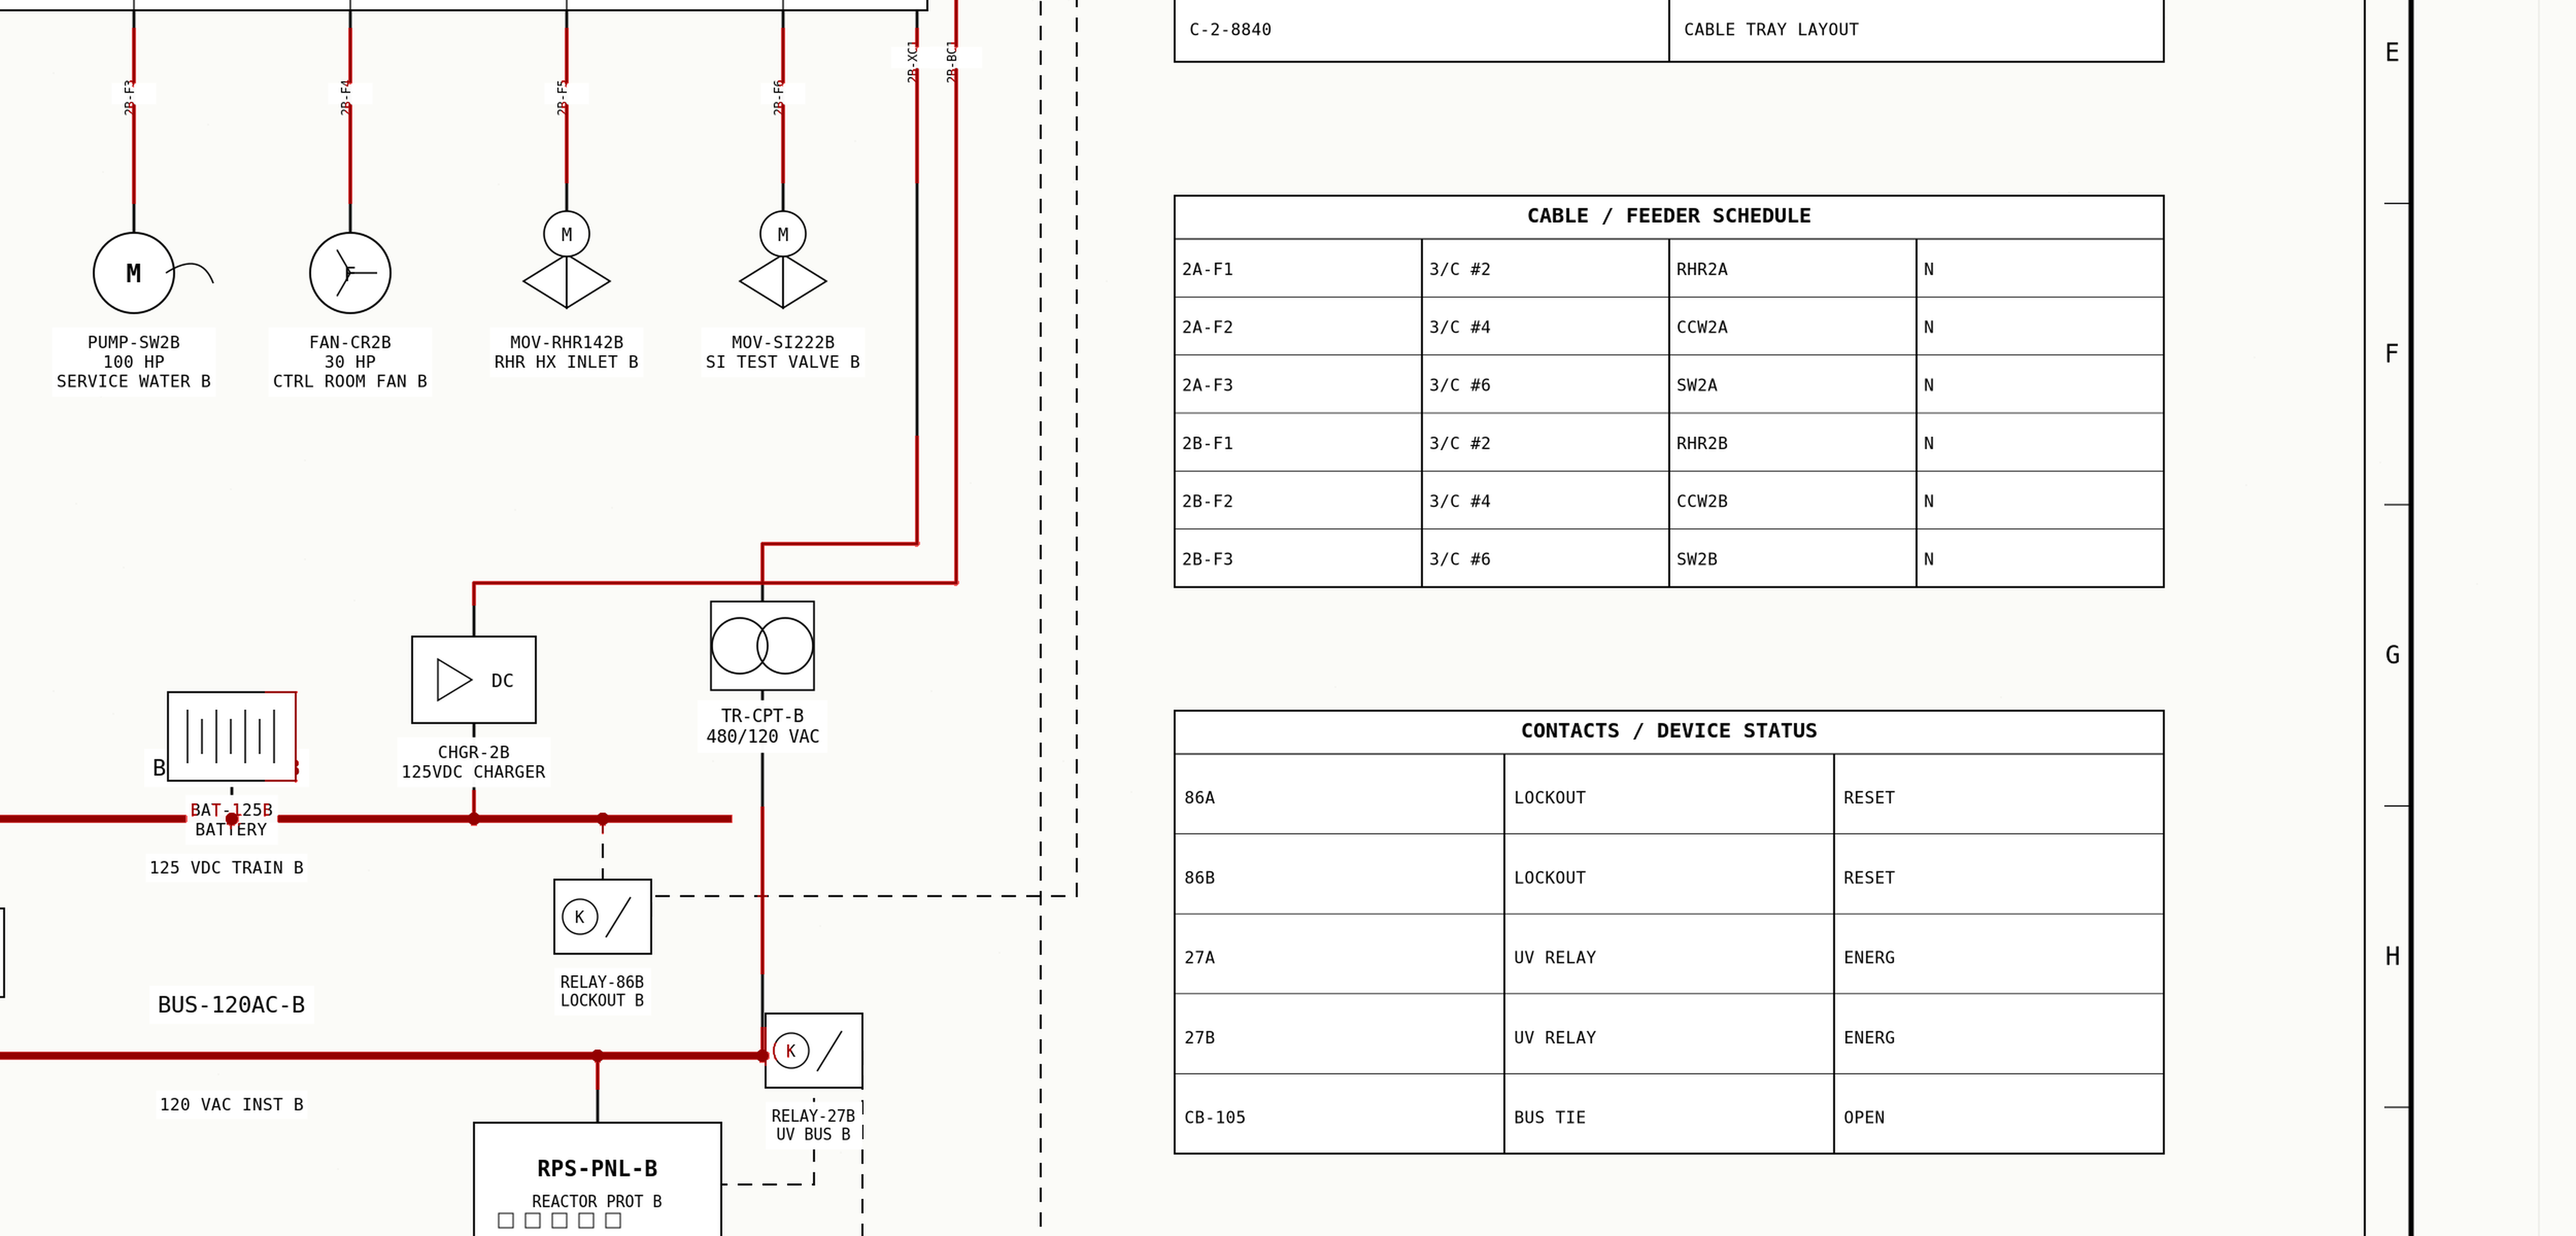 C-2-8840 CABLE TRAY LAYOUT
E
2B-F3 2B-F4 2B-F5 2B-F6 2B-XC1 2B-BC1
M
F
M
M
PUMP-SW2B
100 HP
SERVICE WATER B
FAN-CR2B
30 HP
CTRL ROOM FAN B
MOV-RHR142B
RHR HX INLET B
MOV-SI222B
SI TEST VALVE B
CABLE / FEEDER SCHEDULE
2A-F1 3/C #2 RHR2A N
2A-F2 3/C #4 CCW2A N
2A-F3 3/C #6 SW2A N
2B-F1 3/C #2 RHR2B N
2B-F2 3/C #4 CCW2B N
2B-F3 3/C #6 SW2B N
F
G
H
DC
CHGR-2B
125VDC CHARGER
TR-CPT-B
480/120 VAC
BAT-125B
BATTERY
125 VDC TRAIN B
K
RELAY-86B
LOCKOUT B
BUS-120AC-B
120 VAC INST B
K
RELAY-27B
UV BUS B
RPS-PNL-B
REACTOR PROT B
CONTACTS / DEVICE STATUS
86A LOCKOUT RESET
86B LOCKOUT RESET
27A UV RELAY ENERG
27B UV RELAY ENERG
CB-105 BUS TIE OPEN